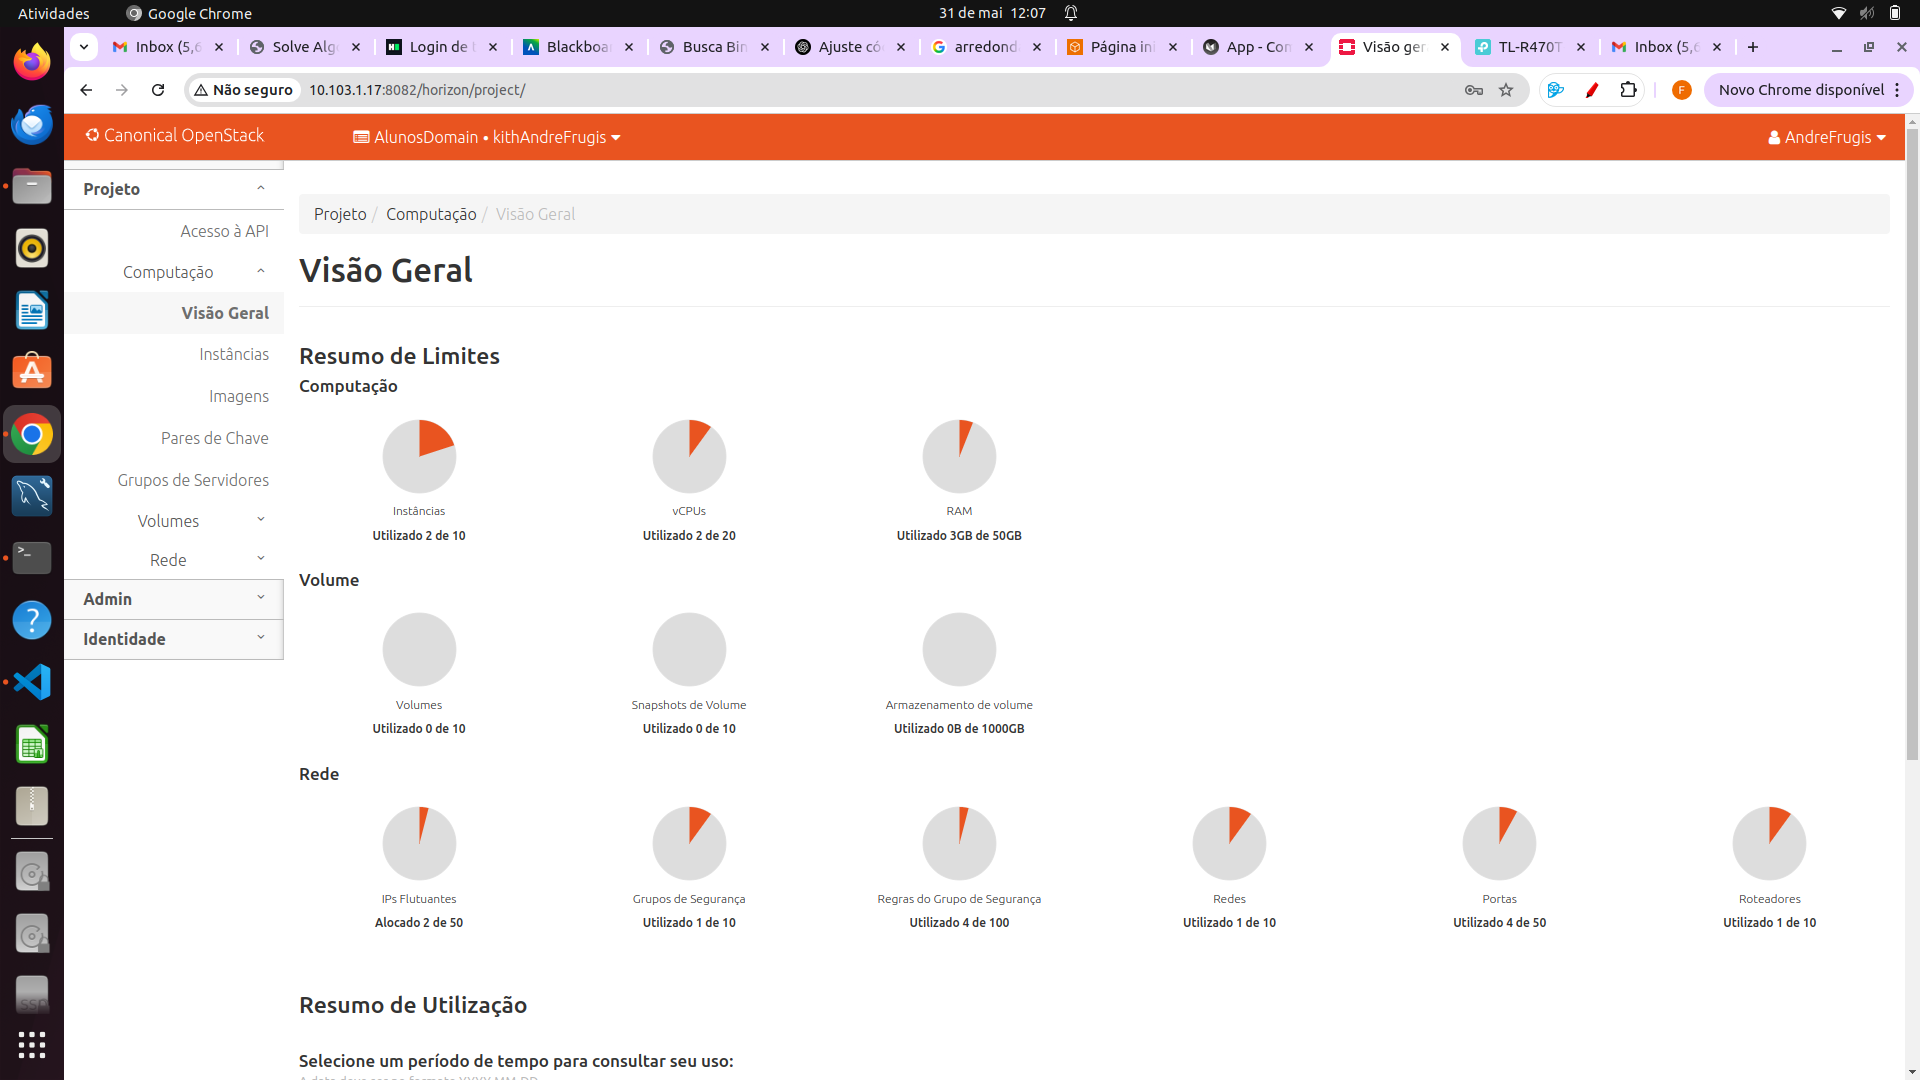 Atividades
Google Chrome
31 de mai 12:07
Inbox (5,6
Solve Alg
Login de
Blackboa
Busca Bin
Ajuste có
arredond
Página ini
App - Con
Visão ger
TL-R470T
Inbox (5,6
Não seguro
10.103.1.17:8082/horizon/project/
F
Novo Chrome disponível
Canonical OpenStack
AlunosDomain • kithAndreFrugis
AndreFrugis
Projeto
Acesso à API
Computação
Visão Geral
Instâncias
Imagens
Pares de Chave
Grupos de Servidores
Volumes
Rede
Admin
Identidade
Projeto / Computação / Visão Geral
Visão Geral
Resumo de Limites
Computação
Instâncias
Utilizado 2 de 10
vCPUs
Utilizado 2 de 20
RAM
Utilizado 3GB de 50GB
Volume
Volumes
Utilizado 0 de 10
Snapshots de Volume
Utilizado 0 de 10
Armazenamento de volume
Utilizado 0B de 1000GB
Rede
IPs Flutuantes
Alocado 2 de 50
Grupos de Segurança
Utilizado 1 de 10
Regras do Grupo de Segurança
Utilizado 4 de 100
Redes
Utilizado 1 de 10
Portas
Utilizado 4 de 50
Roteadores
Utilizado 1 de 10
Resumo de Utilização
Selecione um período de tempo para consultar seu uso: